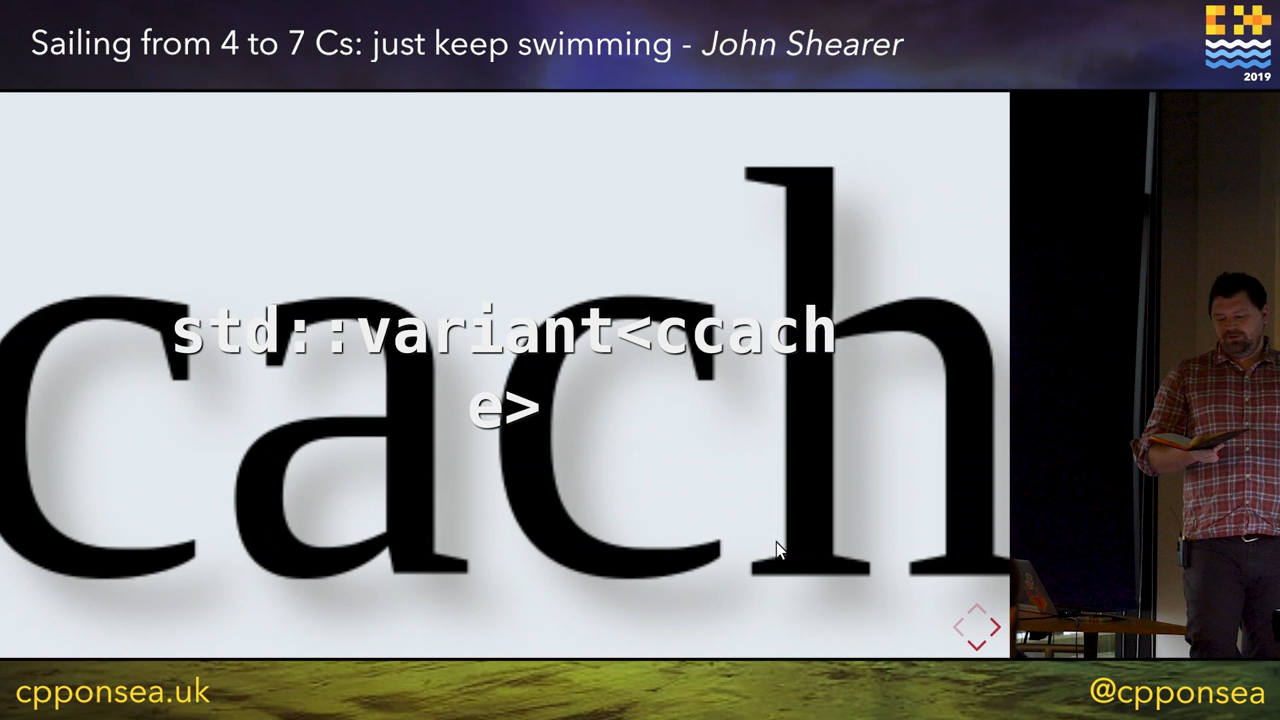 Sailing from 4 to 7 Cs: just keep swimming - John Shearer
2019
cach
std::variant<ccach
e>
cpponsea.uk
@cpponsea